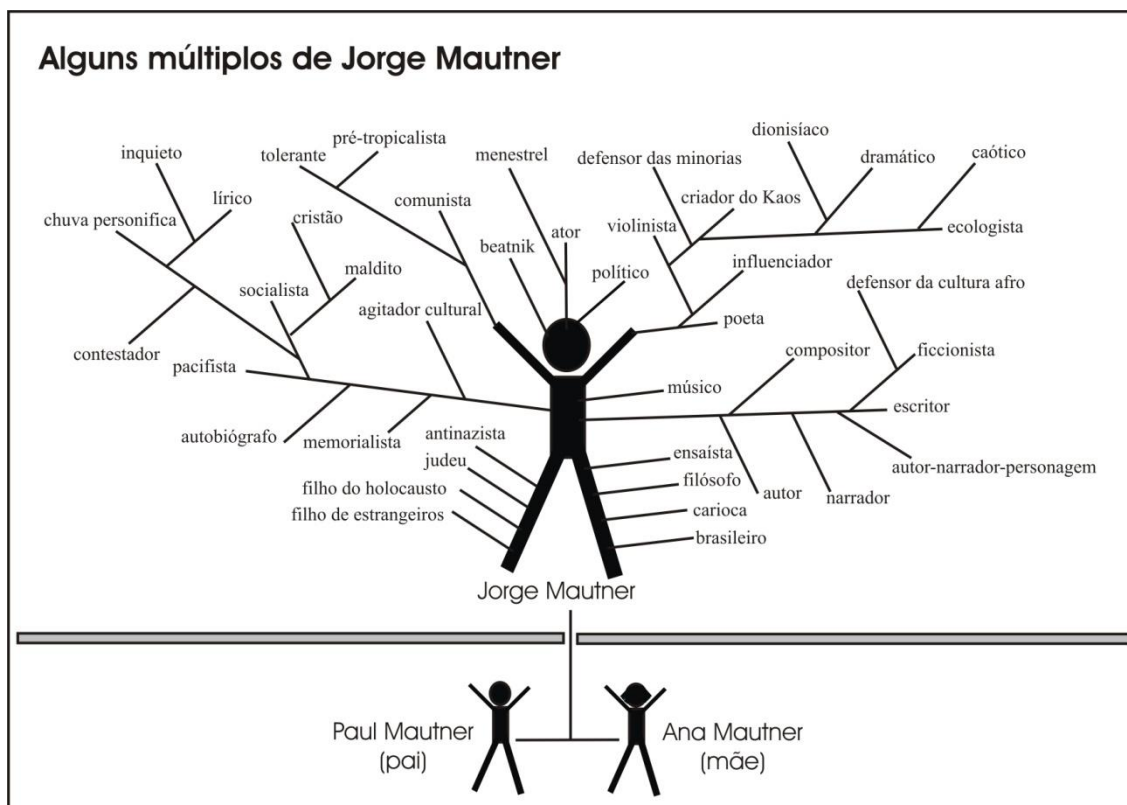 Alguns múltiplos de Jorge Mautner
dionisíaco
pré-tropicalista
inquieto
tolerante
menestrel
defensor das minorias
dramático
caótico
lírico
comunista
criador do Kaos
chuva personifica
cristão
beatnik
ator
violinista
ecologista
maldito
político
influenciador
socialista
defensor da cultura afro
agitador cultural
poeta
contestador
compositor
ficcionista
pacifista
músico
escritor
autobiógrafo
memorialista
antinazista
ensaísta
autor-narrador-personagem
judeu
filósofo
autor
narrador
filho do holocausto
carioca
filho de estrangeiros
brasileiro
Jorge Mautner
Paul Mautner
(pai)
Ana Mautner
(mãe)